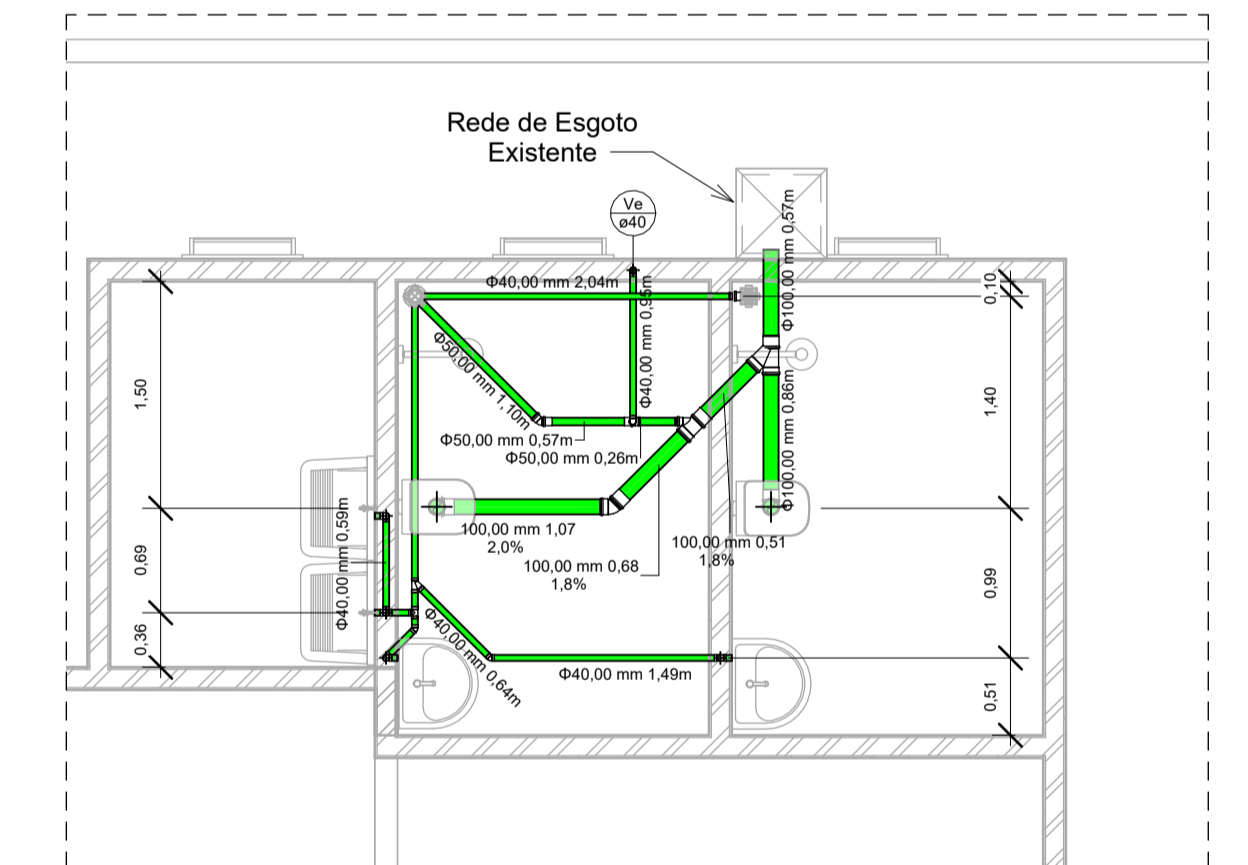 Rede de Esgoto
Existente
Ve
ø40
Φ100,00 mm 0,57m
Φ40,00 mm 2,04m
Φ40,00 mm 0,95m
0,10
Φ50,00 mm 1,10m
1,50
1,40
Φ100,00 mm 0,86m
Φ50,00 mm 0,57m
Φ50,00 mm 0,26m
100,00 mm 1,07
2,0%
100,00 mm 0,51
1,8%
100,00 mm 0,68
1,8%
Φ40,00 mm 0,59m
0,69
0,99
0,36
Φ40,00 mm 0,64m
Φ40,00 mm 1,49m
0,51